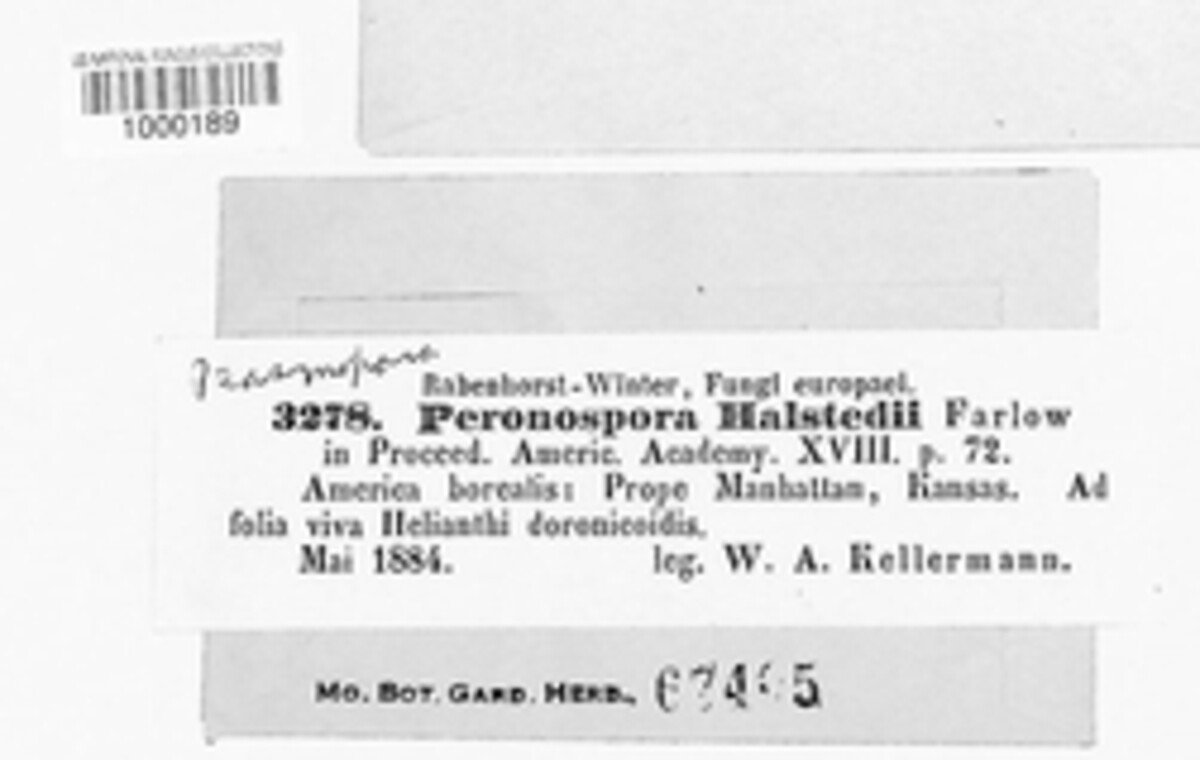 1000189
Plasmopara
Rabenhorst-Winter, Fungi europaei.
3278. Peronospora Halstedii Farlow
in Proceed. Americ. Academy. XVIII. p. 72.
America borealis: Prope Manhattan, Kansas. Ad
folia viva Helianthi doronicoidis.
Mai 1884. leg. W. A. Kellermann.
MO. BOT. GARD. HERB.,